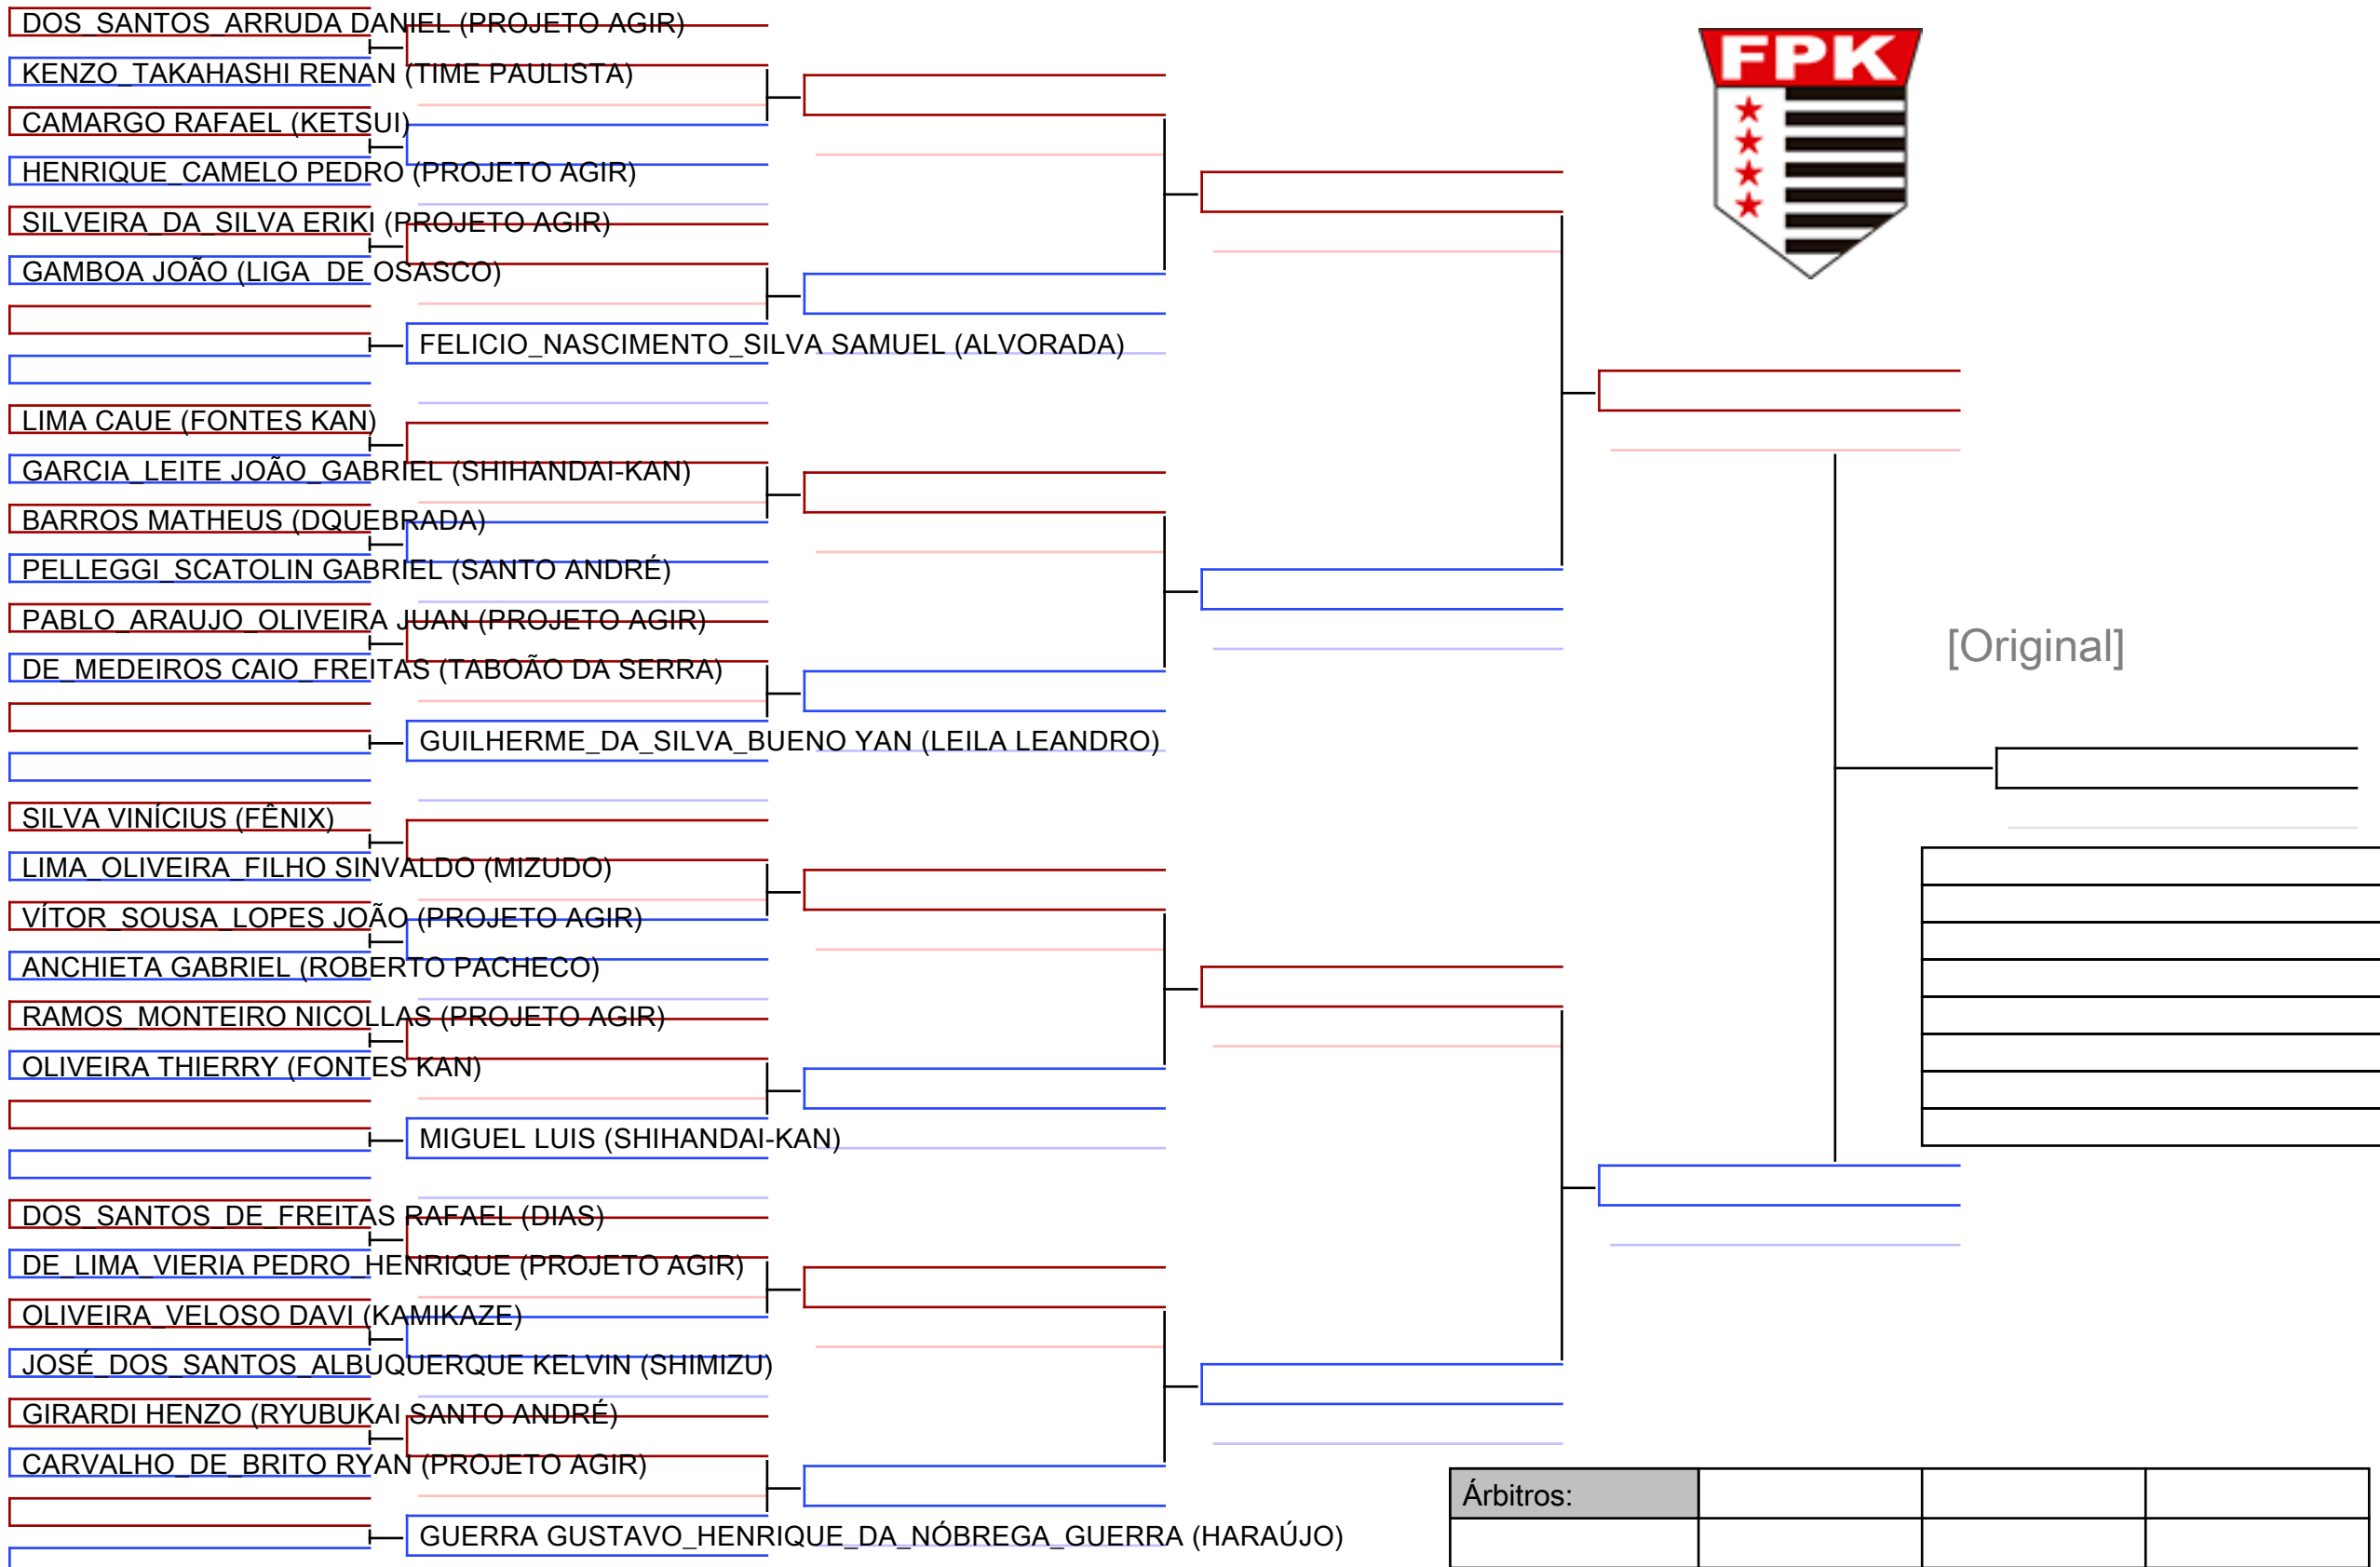 DOS_SANTOS_ARRUDA DANIEL (PROJETO AGIR)
KENZO_TAKAHASHI RENAN (TIME PAULISTA)
CAMARGO RAFAEL (KETSUI)
HENRIQUE_CAMELO PEDRO (PROJETO AGIR)
SILVEIRA_DA_SILVA ERIKI (PROJETO AGIR)
GAMBOA JOÃO (LIGA  DE OSASCO)
FELICIO_NASCIMENTO_SILVA SAMUEL (ALVORADA)
LIMA CAUE (FONTES KAN)
GARCIA_LEITE JOÃO_GABRIEL (SHIHANDAI-KAN)
BARROS MATHEUS (DQUEBRADA)
PELLEGGI_SCATOLIN GABRIEL (SANTO ANDRÉ)
PABLO_ARAUJO_OLIVEIRA JUAN (PROJETO AGIR)
DE_MEDEIROS CAIO_FREITAS (TABOÃO DA SERRA)
GUILHERME_DA_SILVA_BUENO YAN (LEILA LEANDRO)
SILVA VINÍCIUS (FÊNIX)
LIMA_OLIVEIRA_FILHO SINVALDO (MIZUDO)
VÍTOR_SOUSA_LOPES JOÃO (PROJETO AGIR)
ANCHIETA GABRIEL (ROBERTO PACHECO)
RAMOS_MONTEIRO NICOLLAS (PROJETO AGIR)
OLIVEIRA THIERRY (FONTES KAN)
MIGUEL LUIS (SHIHANDAI-KAN)
DOS_SANTOS_DE_FREITAS RAFAEL (DIAS)
DE_LIMA_VIERIA PEDRO_HENRIQUE (PROJETO AGIR)
OLIVEIRA_VELOSO DAVI (KAMIKAZE)
JOSÉ_DOS_SANTOS_ALBUQUERQUE KELVIN (SHIMIZU)
GIRARDI HENZO (RYUBUKAI SANTO ANDRÉ)
CARVALHO_DE_BRITO RYAN (PROJETO AGIR)
GUERRA GUSTAVO_HENRIQUE_DA_NÓBREGA_GUERRA (HARAÚJO)
FPK
[Original]
Árbitros: